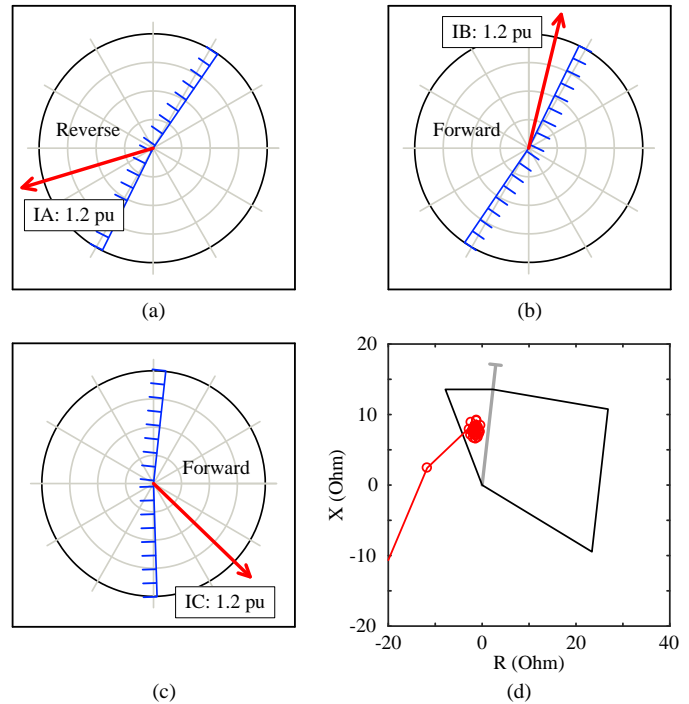 Reverse
IA: 1.2 pu
(a)
IB: 1.2 pu
Forward
(b)
Forward
IC: 1.2 pu
(c)
20
10
0
-10
-20
X (Ohm)
-20 0 20 40
R (Ohm)
(d)